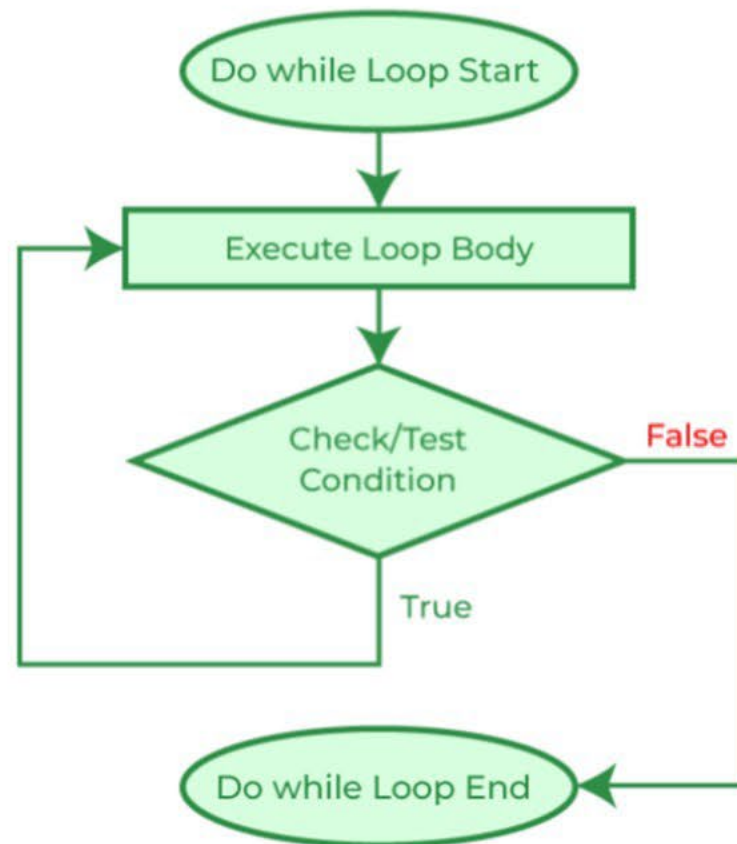 Do while Loop Start
Execute Loop Body
Check/Test
Condition
False
True
Do while Loop End